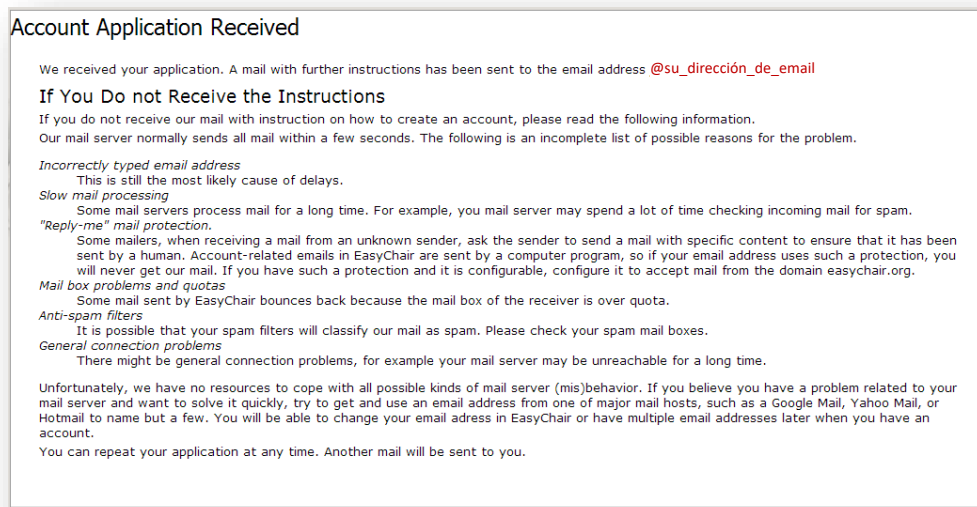 Account Application Received
We received your application. A mail with further instructions has been sent to the email address @su_dirección_de_email
If You Do not Receive the Instructions
If you do not receive our mail with instruction on how to create an account, please read the following information.
Our mail server normally sends all mail within a few seconds. The following is an incomplete list of possible reasons for the problem.
Incorrectly typed email address
This is still the most likely cause of delays.
Slow mail processing
Some mail servers process mail for a long time. For example, you mail server may spend a lot of time checking incoming mail for spam.
"Reply-me" mail protection.
Some mailers, when receiving a mail from an unknown sender, ask the sender to send a mail with specific content to ensure that it has been
sent by a human. Account-related emails in EasyChair are sent by a computer program, so if your email address uses such a protection, you
will never get our mail. If you have such a protection and it is configurable, configure it to accept mail from the domain easychair.org.
Mail box problems and quotas
Some mail sent by EasyChair bounces back because the mail box of the receiver is over quota.
Anti-spam filters
It is possible that your spam filters will classify our mail as spam. Please check your spam mail boxes.
General connection problems
There might be general connection problems, for example your mail server may be unreachable for a long time.
Unfortunately, we have no resources to cope with all possible kinds of mail server (mis)behavior. If you believe you have a problem related to your
mail server and want to solve it quickly, try to get and use an email address from one of major mail hosts, such as a Google Mail, Yahoo Mail, or
Hotmail to name but a few. You will be able to change your email adress in EasyChair or have multiple email addresses later when you have an
account.
You can repeat your application at any time. Another mail will be sent to you.